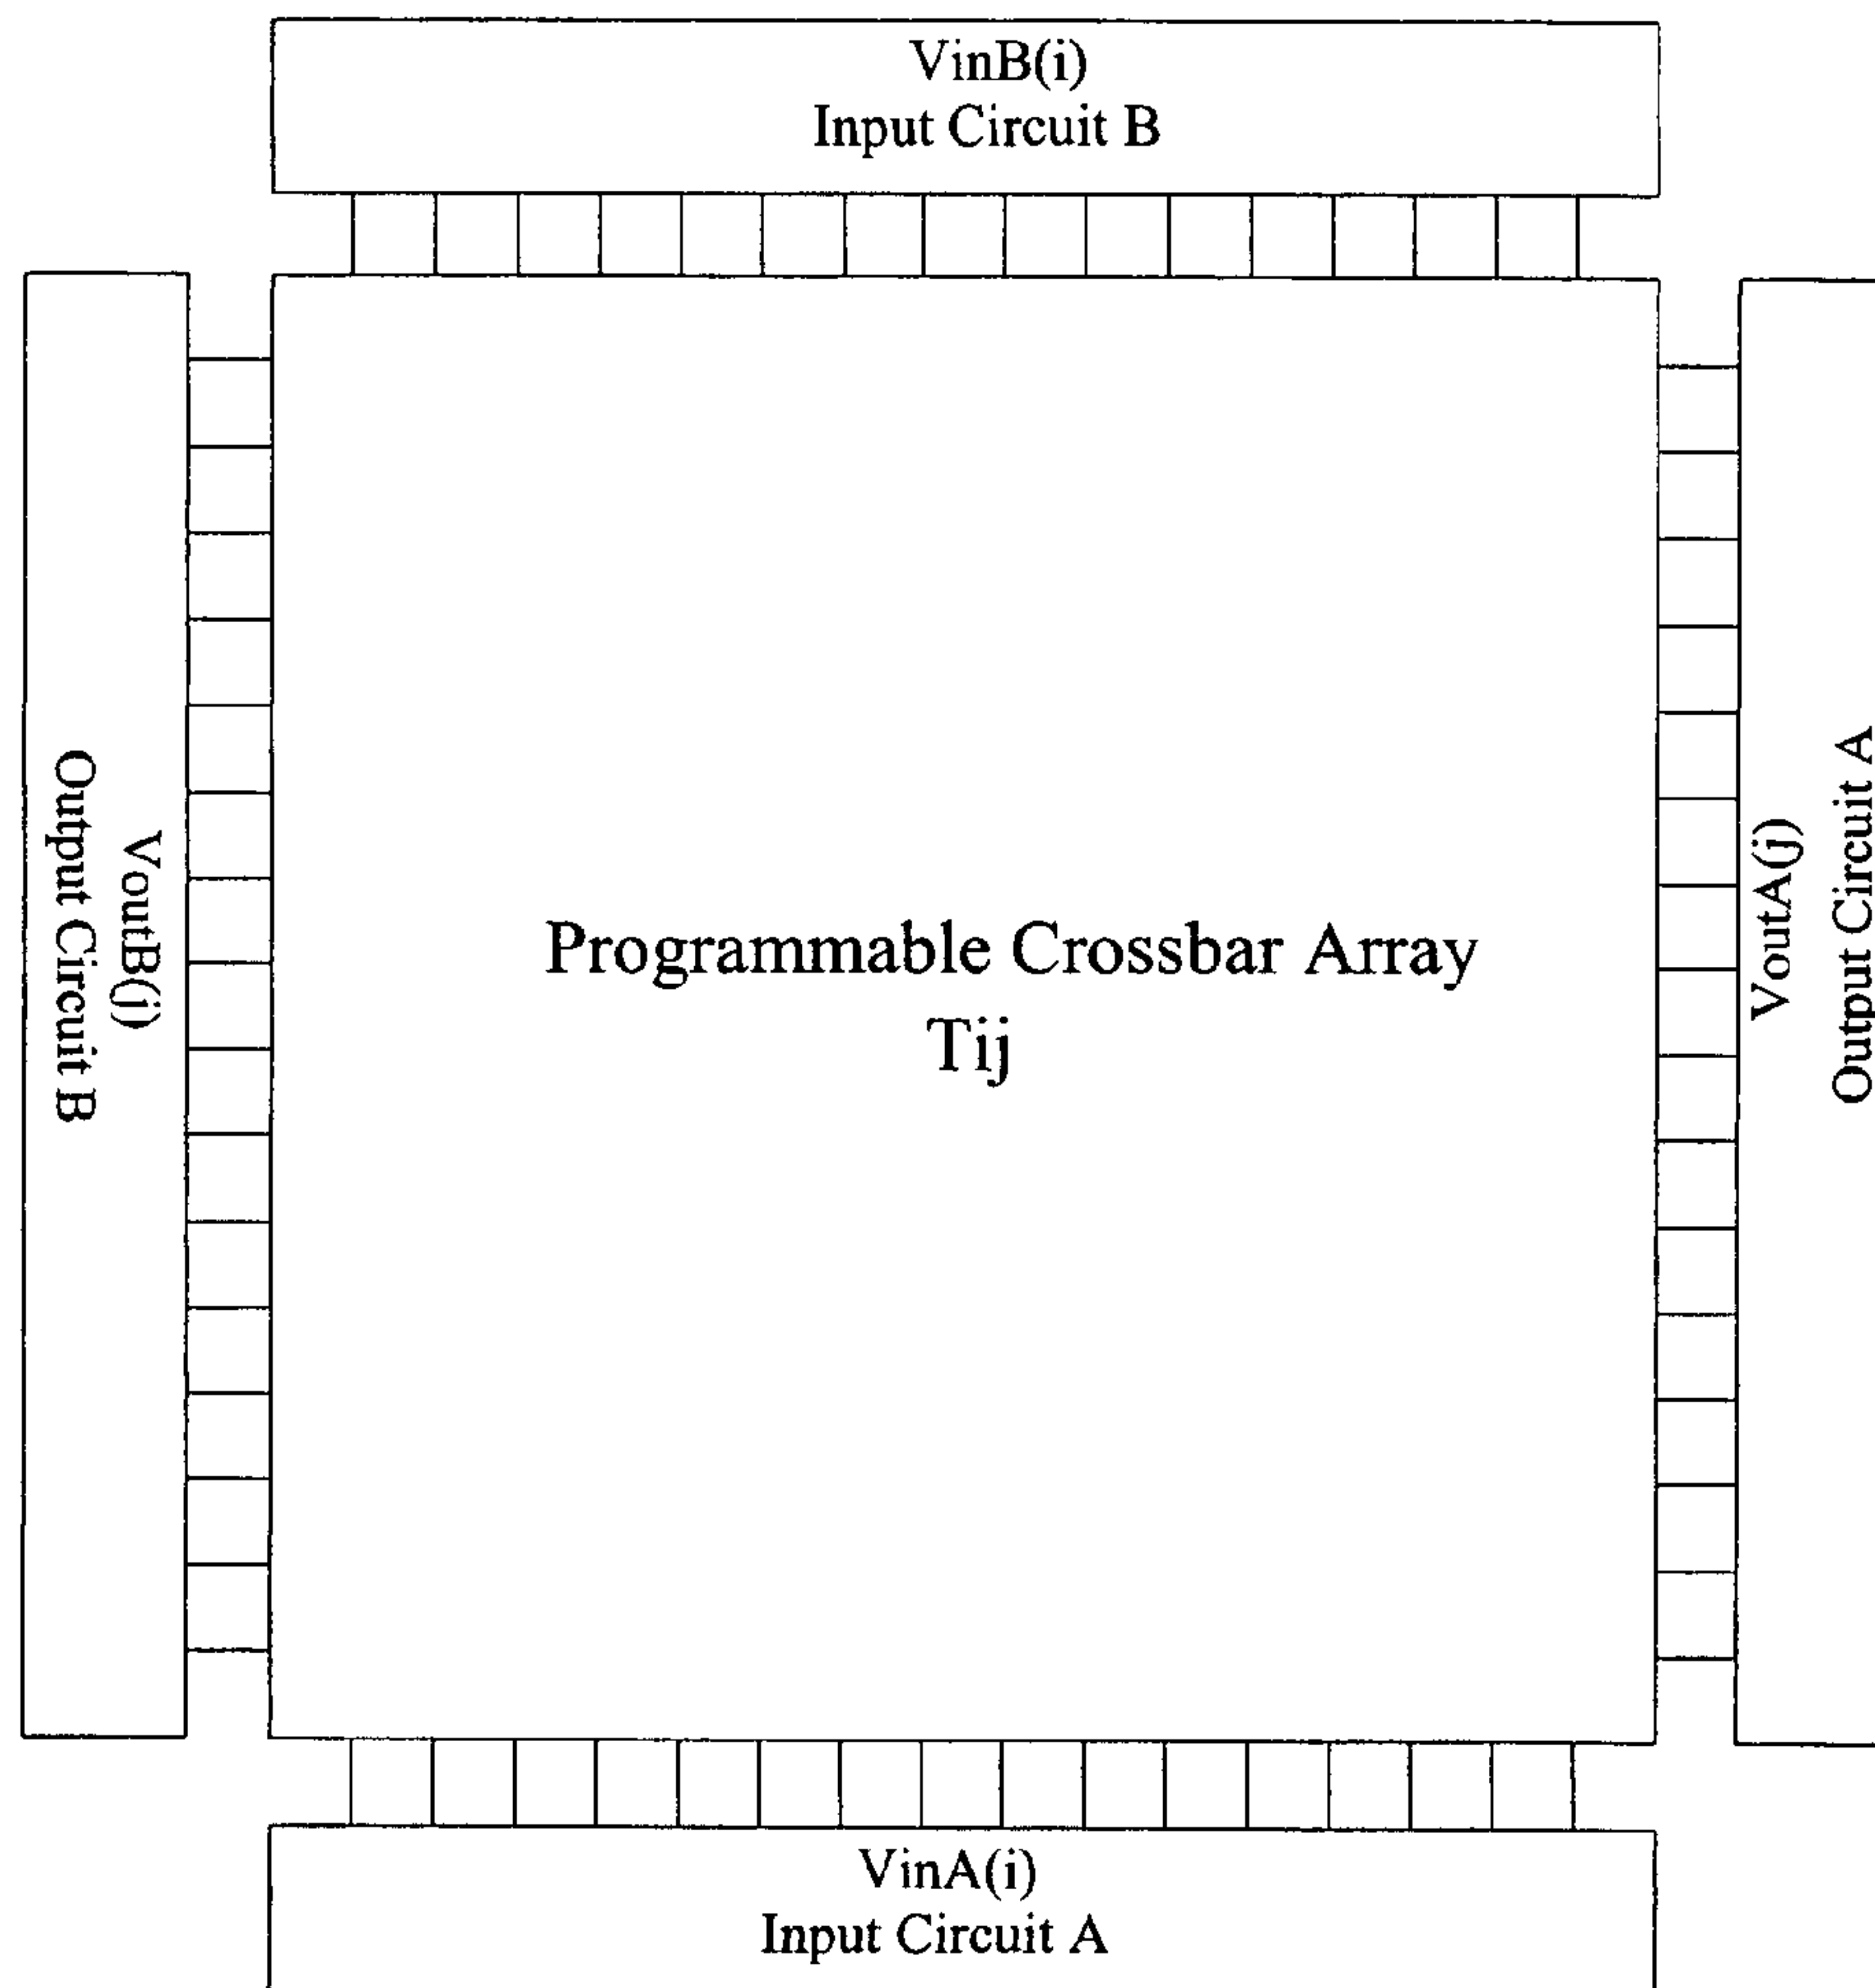 VinB(i)
Input Circuit B
VoutB(j)
Output Circuit B
Programmable Crossbar Array
Tij
VoutA(j)
Output Circuit A
VinA(i)
Input Circuit A